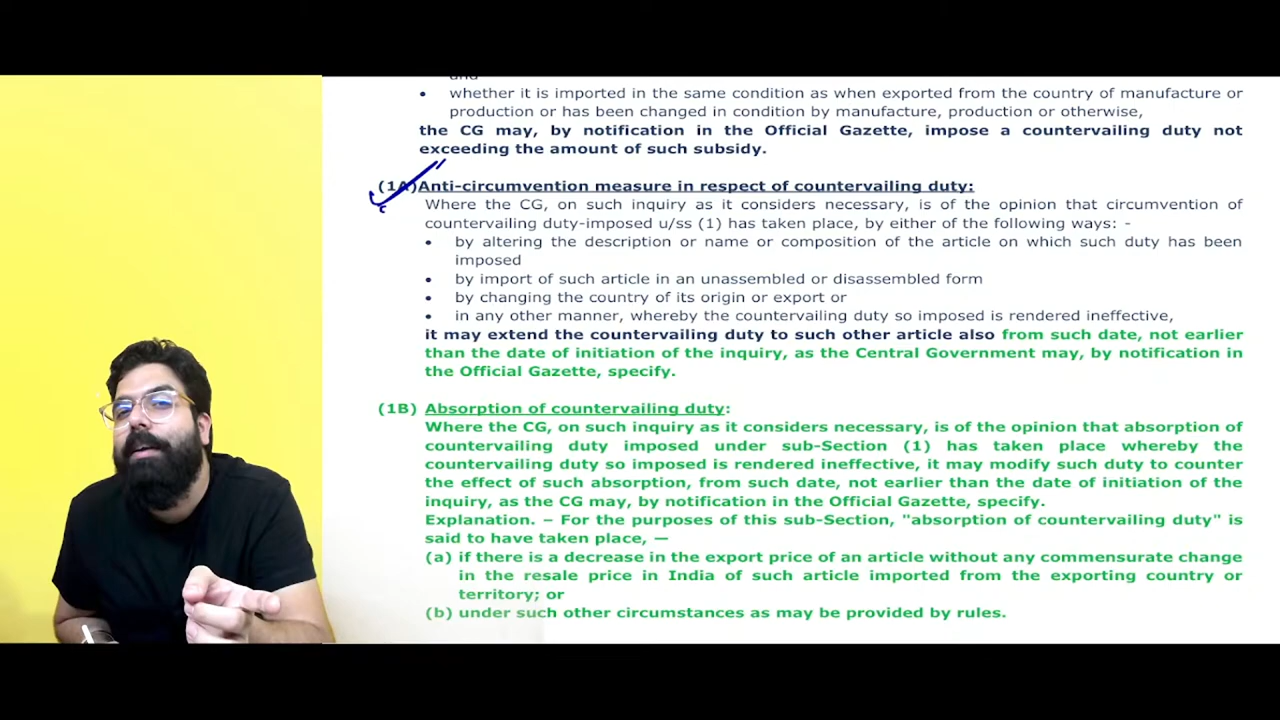 and
• whether it is imported in the same condition as when exported from the country of manufacture or
production or has been changed in condition by manufacture, production or otherwise,
the CG may, by notification in the Official Gazette, impose a countervailing duty not
exceeding the amount of such subsidy.
(1A) Anti-circumvention measure in respect of countervailing duty:
Where the CG, on such inquiry as it considers necessary, is of the opinion that circumvention of
countervailing duty-imposed u/ss (1) has taken place, by either of the following ways: -
• by altering the description or name or composition of the article on which such duty has been
imposed
• by import of such article in an unassembled or disassembled form
• by changing the country of its origin or export or
• in any other manner, whereby the countervailing duty so imposed is rendered ineffective,
it may extend the countervailing duty to such other article also from such date, not earlier
than the date of initiation of the inquiry, as the Central Government may, by notification in
the Official Gazette, specify.
(1B) Absorption of countervailing duty:
Where the CG, on such inquiry as it considers necessary, is of the opinion that absorption of
countervailing duty imposed under sub-Section (1) has taken place whereby the
countervailing duty so imposed is rendered ineffective, it may modify such duty to counter
the effect of such absorption, from such date, not earlier than the date of initiation of the
inquiry, as the CG may, by notification in the Official Gazette, specify.
Explanation. – For the purposes of this sub-Section, "absorption of countervailing duty" is
said to have taken place, —
(a) if there is a decrease in the export price of an article without any commensurate change
in the resale price in India of such article imported from the exporting country or
territory; or
(b) under such other circumstances as may be provided by rules.